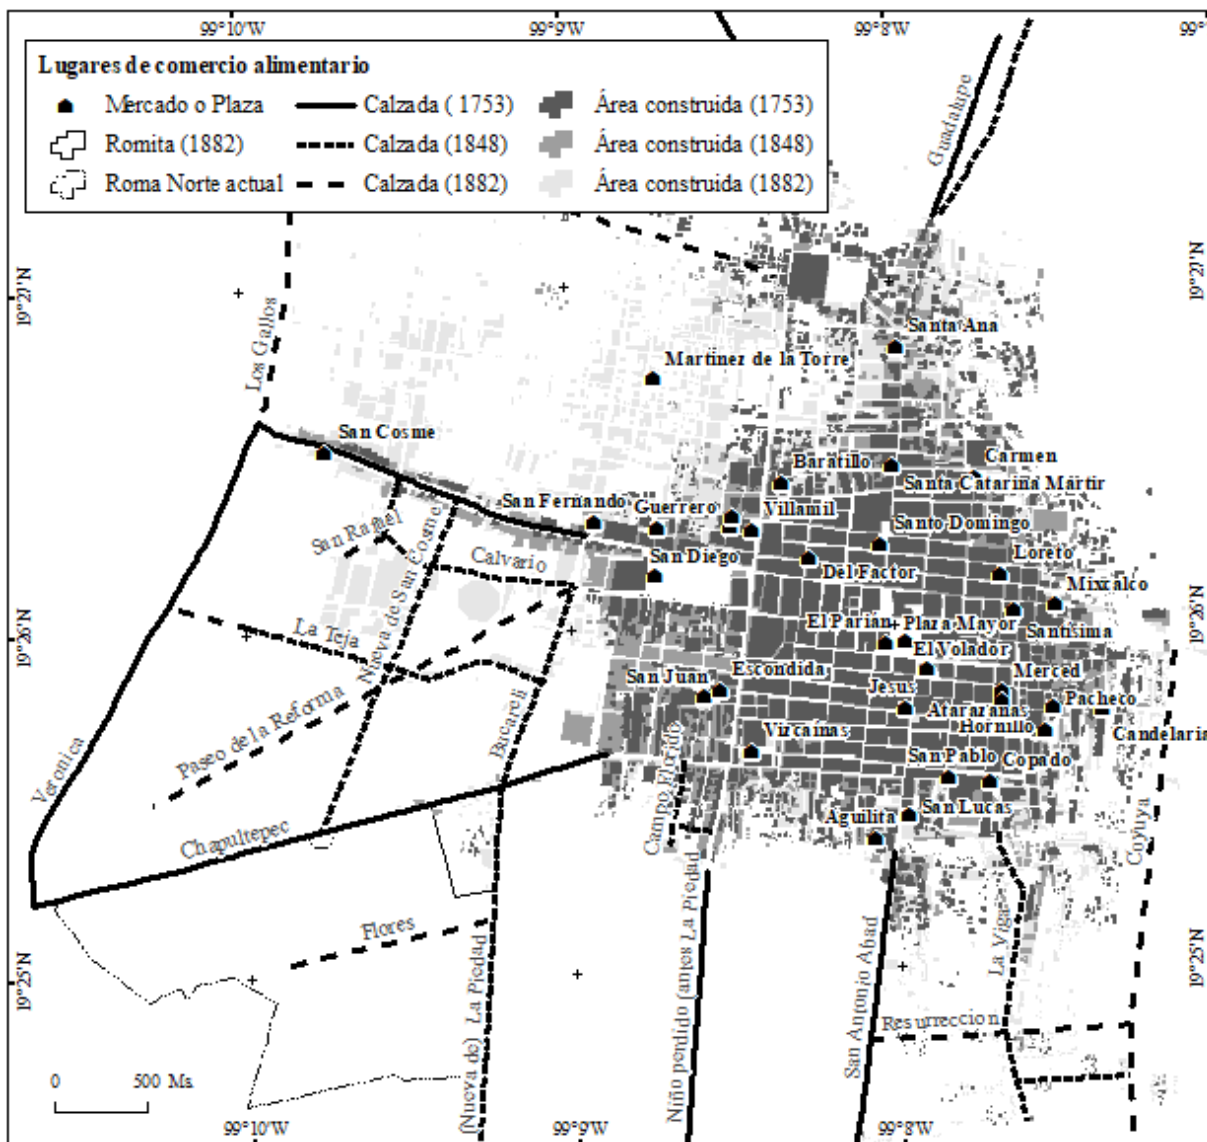 99°10'W 99°9'W 99°8'W 99°
Lugares de comercio alimentario
Mercado o Plaza
Calzada ( 1753)
Área construida (1753)
Romita (1882)
Calzada (1848)
Área construida (1848)
Roma Norte actual
Calzada (1882)
Área construida (1882)
Guadalupe
19°27'N
19°27'N
Los Gallos
Santa Ana
Martinez de la Torre
San Cosme
Baratillo
Carmen
Santa Catarina Mártir
San Fernando
Guerrero
Villamil
Santo Domingo
San Rafael
Nueva de San Cosme
Calvario
San Diego
Del Factor
Loreto
Mixcalco
19°26'N
19°26'N
La Teja
El Parián
Plaza Mayor
Santísima
El Volador
San Juan
Escondida
Merced
Jesus
Pacheco
Atarazanas
Hornillo
Candelaria
Paseo de la Reforma
Bucareli
Veronica
Vircaínas
Campo Florido
San Pablo
Copado
Chapultepec
Aguilita
San Lucas
Coyuya
Flores
19°25'N
19°25'N
(Nueva de) La Piedad
Niño perdido (antes La Piedad
San Antonio Abad
La Viga
Resurreccion
3
0 500 Ms.
99°10'W 99°9'W 99°8'W